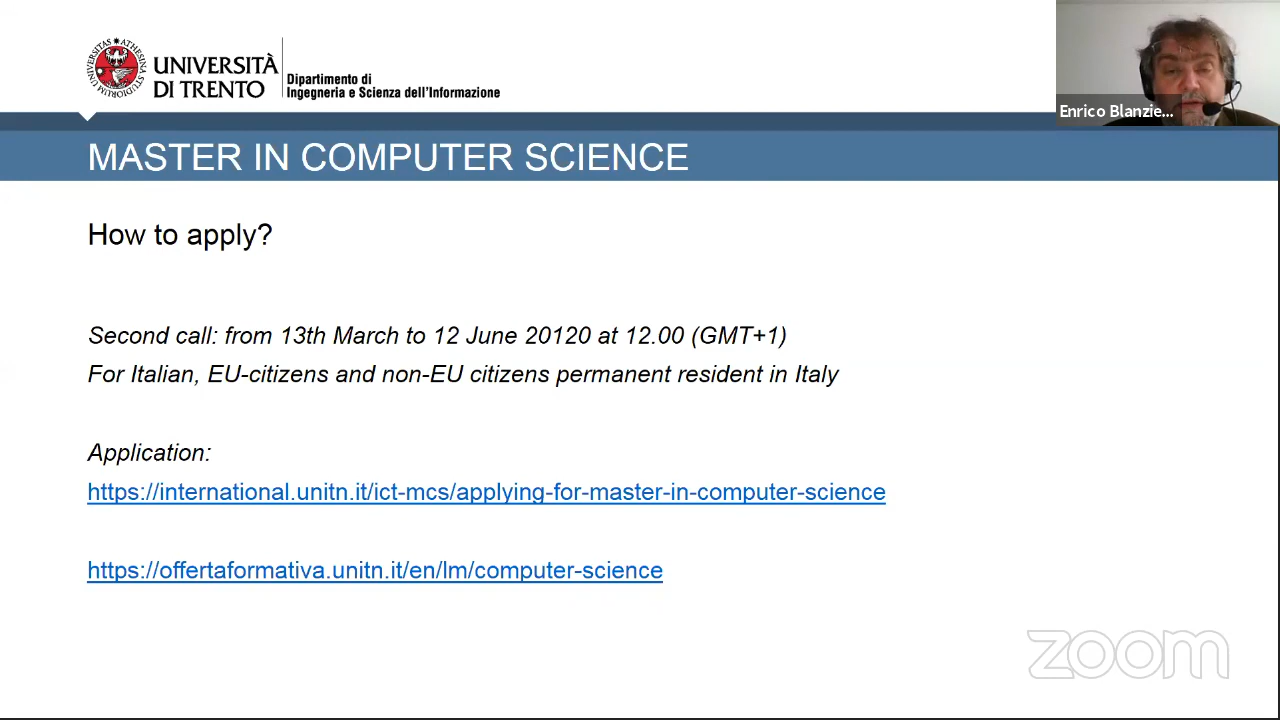 UNIVERSITÀ
DI TRENTO
Dipartimento di
Ingegneria e Scienza dell'Informazione
UNIVERSITAS ATHESINA STUDIORUM
Enrico Blanzie...
MASTER IN COMPUTER SCIENCE
How to apply?
Second call: from 13th March to 12 June 20120 at 12.00 (GMT+1)
For Italian, EU-citizens and non-EU citizens permanent resident in Italy
Application:
https://international.unitn.it/ict-mcs/applying-for-master-in-computer-science
https://offertaformativa.unitn.it/en/lm/computer-science
zoom